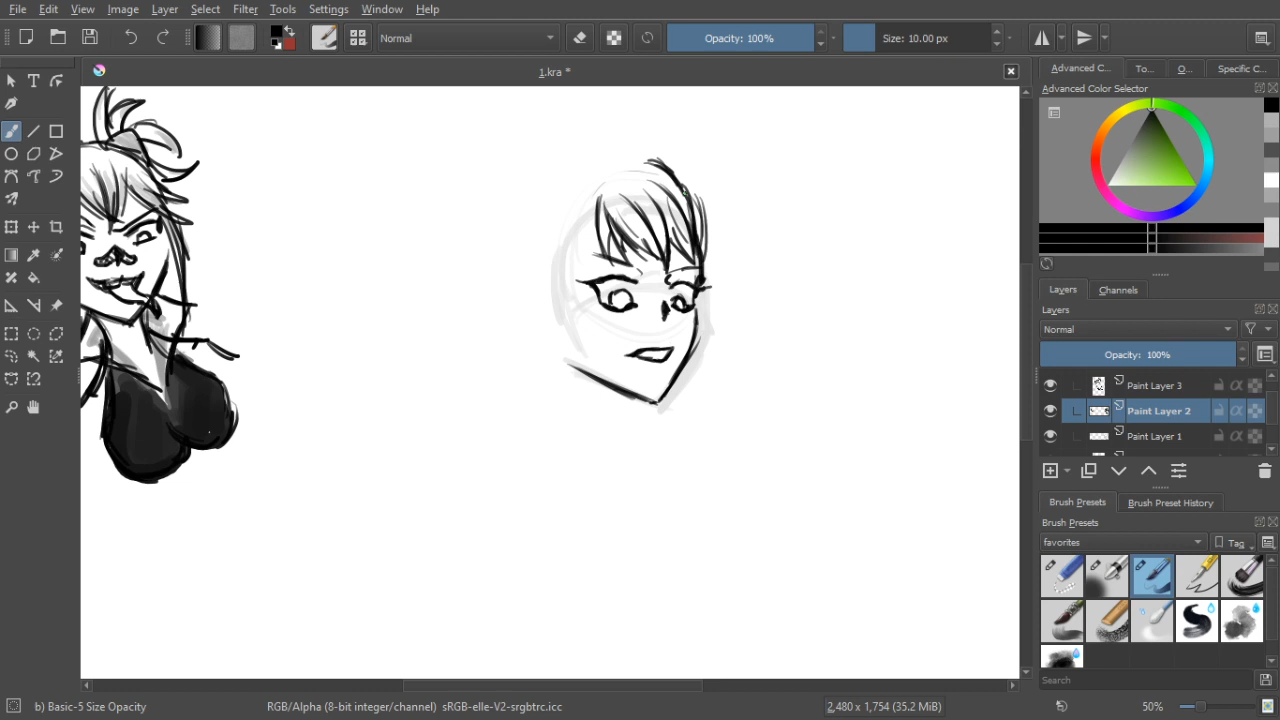 File Edit View Image Layer Select Filter Tools Settings Window Help
Normal Opacity: 100% Size: 10.00 px
1.kra *
Advanced C... To... O... Specific C...
Advanced Color Selector
Layers Channels
Layers
Normal
Opacity: 100%
Paint Layer 3
Paint Layer 2
Paint Layer 1
Brush Presets Brush Preset History
Brush Presets
favorites Tag
Search
b) Basic-5 Size Opacity RGB/Alpha (8-bit integer/channel) sRGB-elle-V2-srgbtrc.icc 2,480 x 1,754 (35.2 MiB) 50%